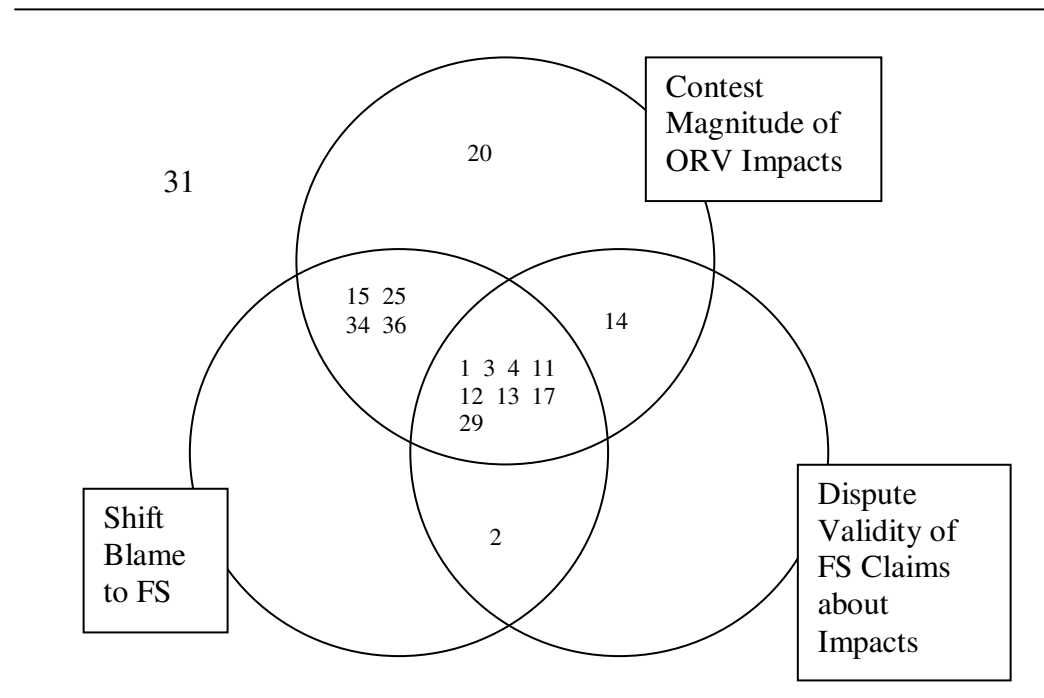 Contest
Magnitude of
ORV Impacts
20
31
15 25
34 36
14
1 3 4 11
12 13 17
29
2
Shift
Blame
to FS
Dispute
Validity of
FS Claims
about
Impacts